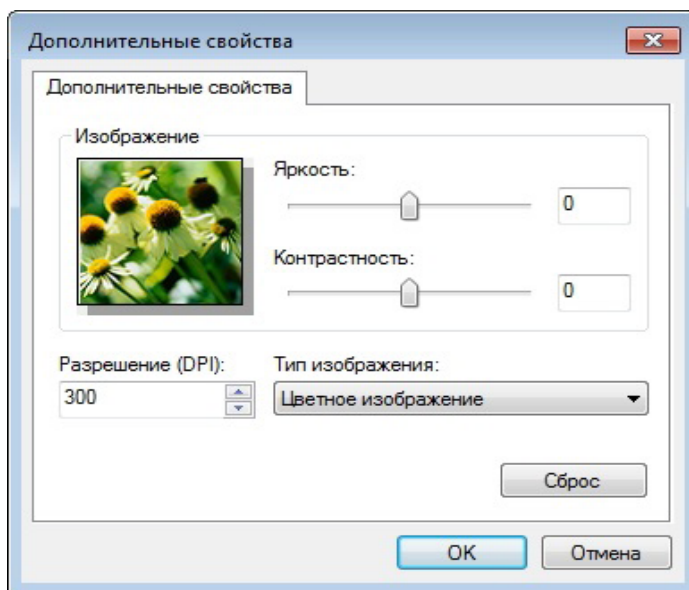 Дополнительные свойства
Дополнительные свойства
Изображение
Яркость:
0
Контрастность:
0
Разрешение (DPI):
Тип изображения:
300
Цветное изображение
Сброс
OK
Отмена